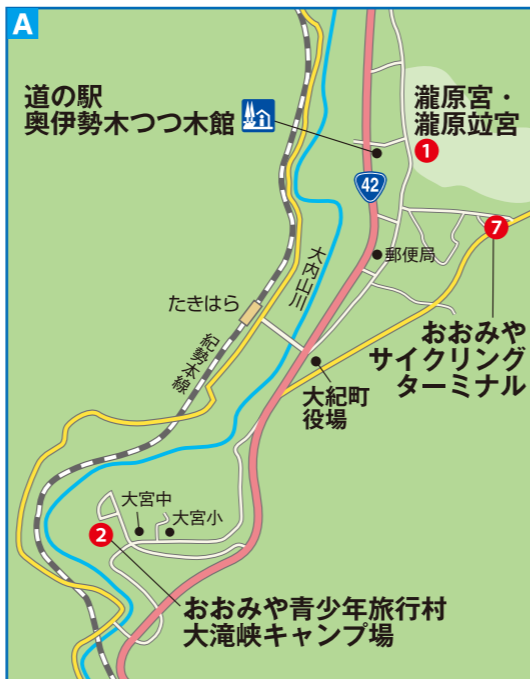 A
道の駅
奥伊勢木つつ木館
瀧原宮・
瀧原竝宮
1
42
7
郵便局
大内山川
たきはら
紀勢本線
おおみや
サイクリング
ターミナル
大紀町
役場
大宮中
大宮小
2
おおみや青少年旅行村
大滝峡キャンプ場